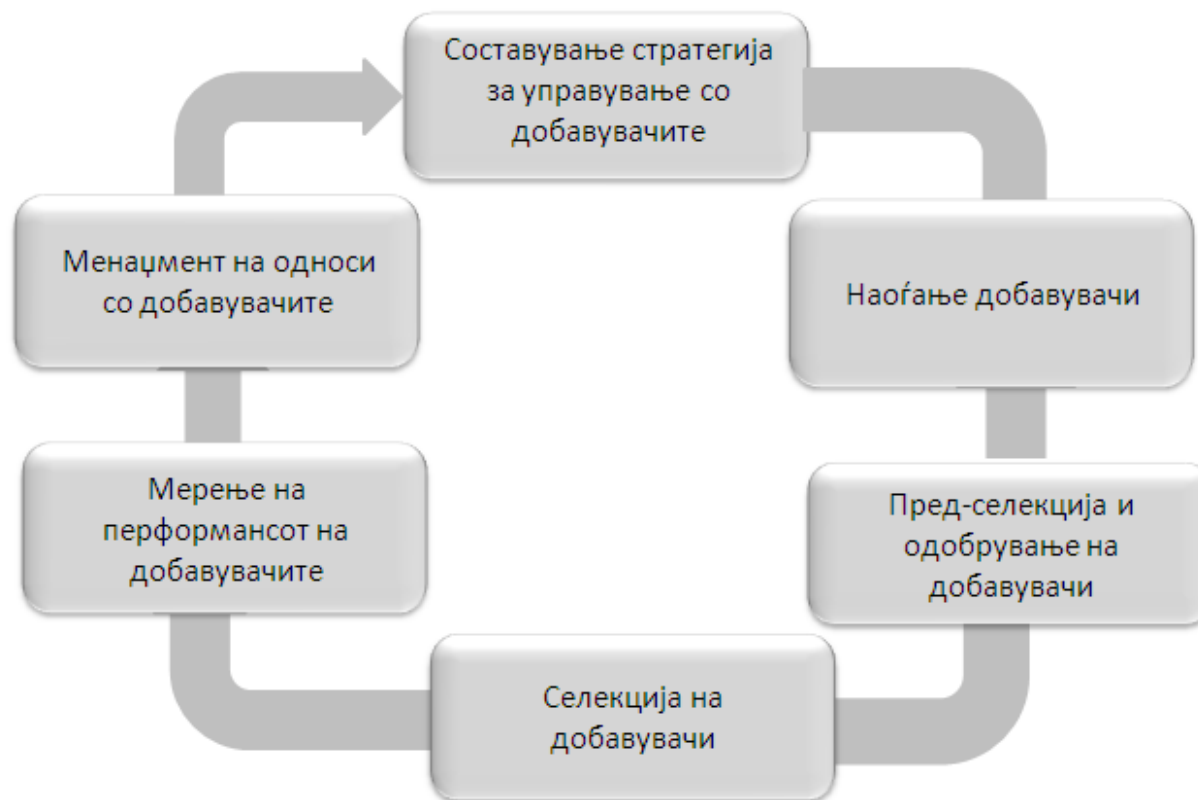 Составување стратегија
за управување со
добавувачите
Наоѓање добавувачи
Пред-селекција и
одобрување на
добавувачи
Селекција на
добавувачи
Мерење на
перформансот на
добавувачите
Менаџмент на односи
со добавувачите